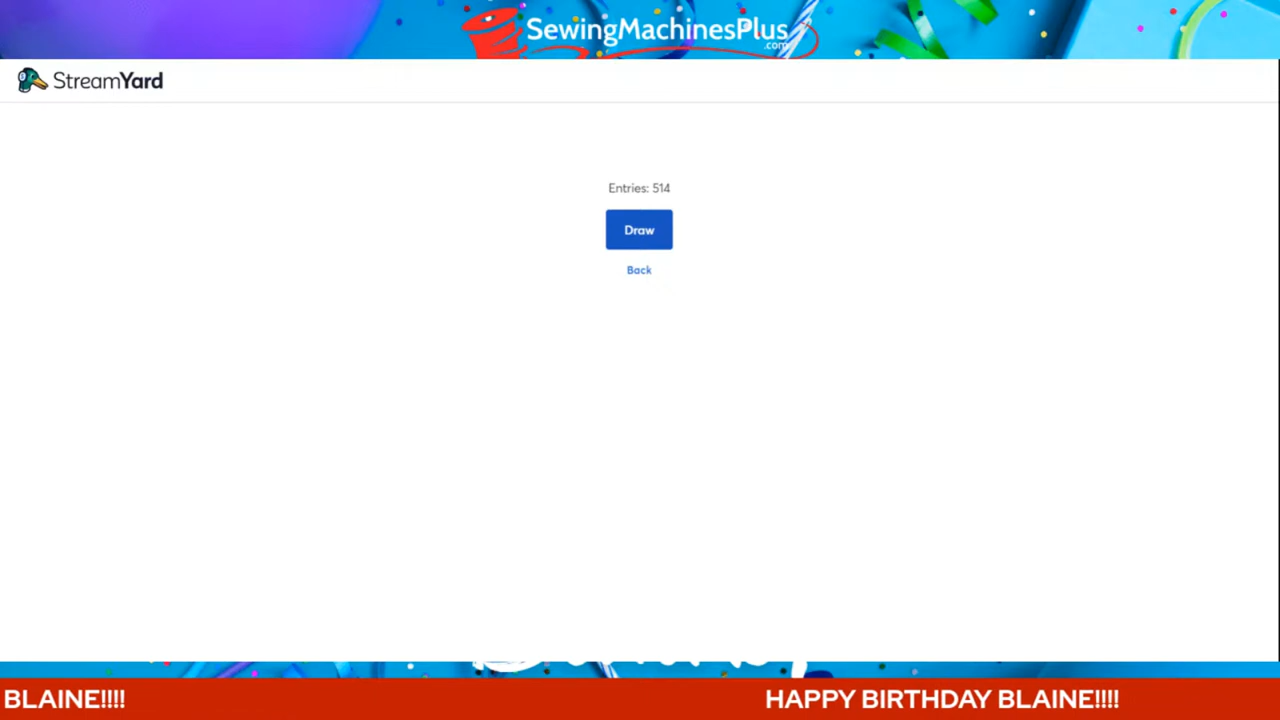 SewingMachinesPlus
.com
StreamYard
Entries: 514
Draw
Back
BLAINE!!!!
HAPPY BIRTHDAY BLAINE!!!!